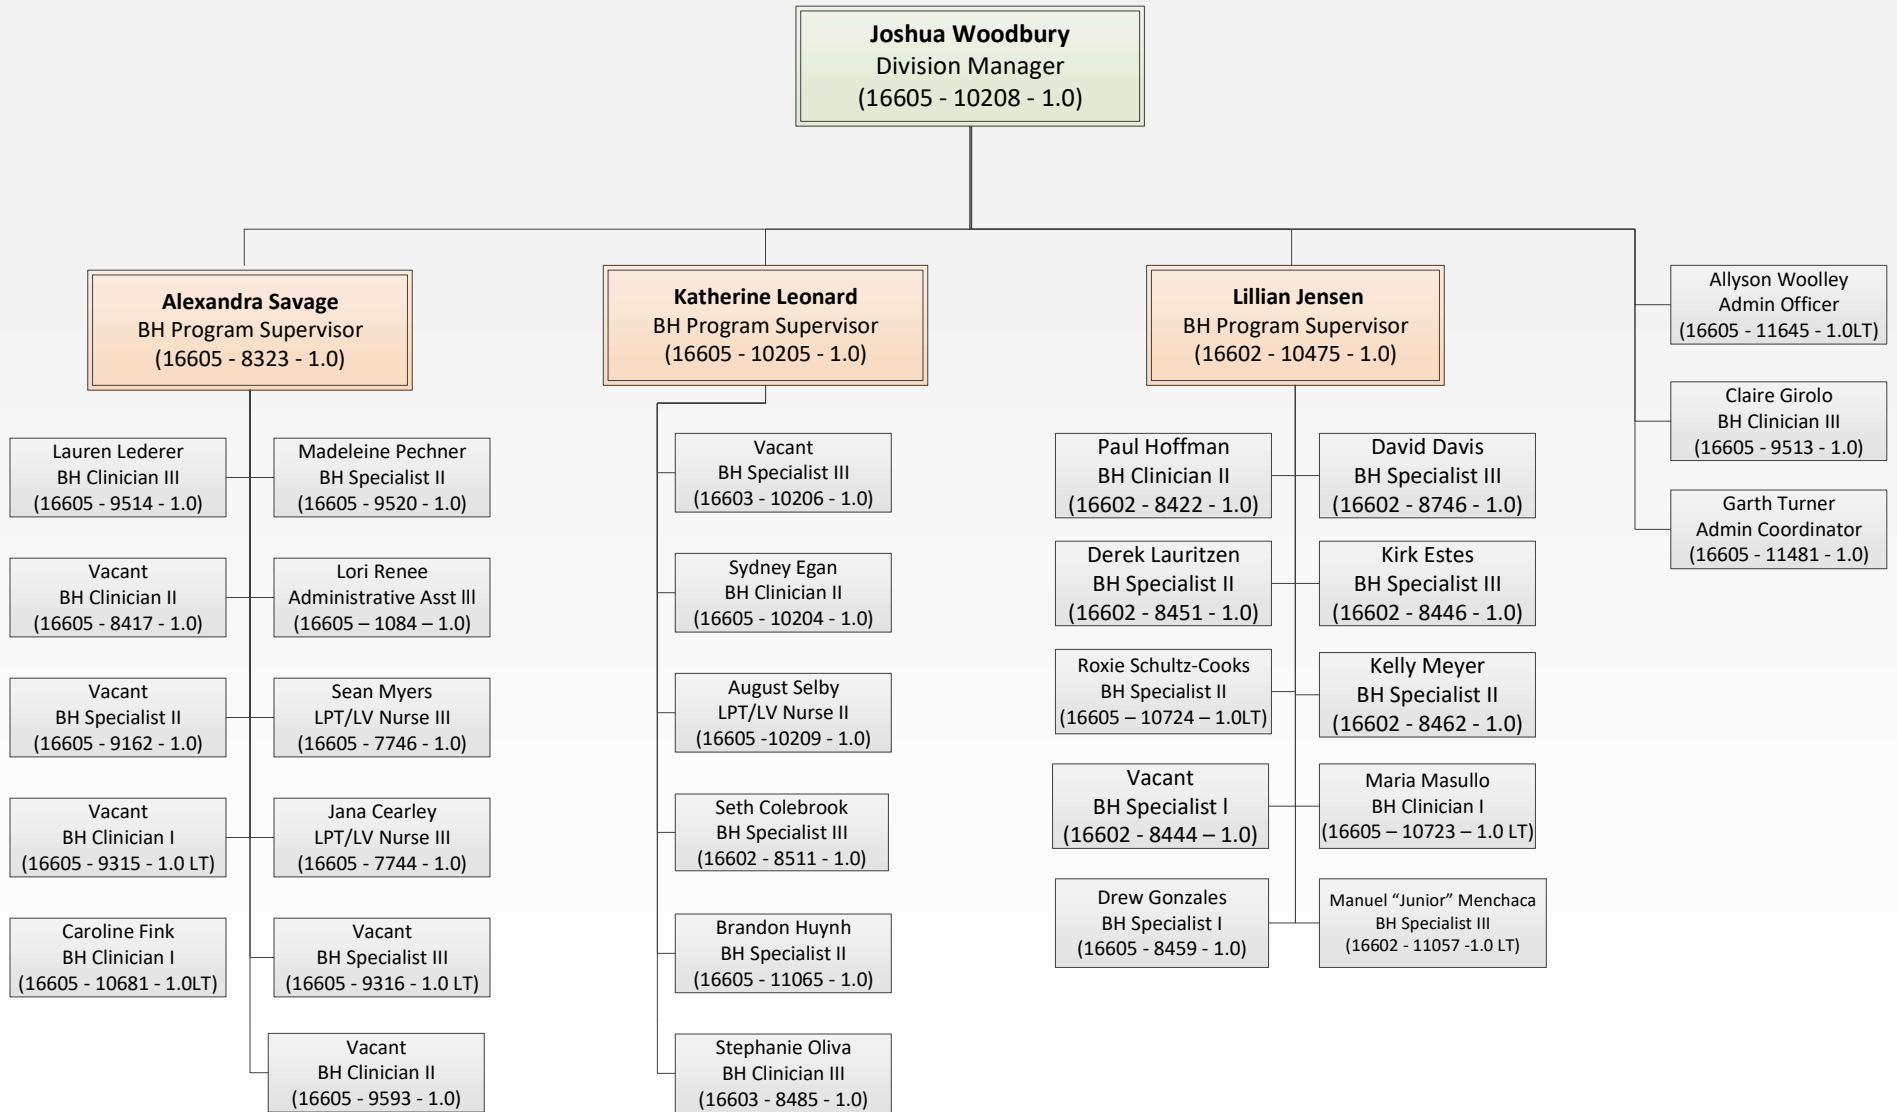 Joshua Woodbury
Division Manager
(16605 - 10208 - 1.0)
Alexandra Savage
BH Program Supervisor
(16605 - 8323 - 1.0)
Lauren Lederer
BH Clinician III
(16605 - 9514 - 1.0)
Madeleine Pechner
BH Specialist II
(16605 - 9520 - 1.0)
Vacant
BH Clinician II
(16605 - 8417 - 1.0)
Lori Renee
Administrative Asst lll
(16605 – 1084 – 1.0)
Vacant
BH Specialist II
(16605 - 9162 - 1.0)
Sean Myers
LPT/LV Nurse III
(16605 - 7746 - 1.0)
Vacant
BH Clinician I
(16605 - 9315 - 1.0 LT)
Jana Cearley
LPT/LV Nurse III
(16605 - 7744 - 1.0)
Caroline Fink
BH Clinician I
(16605 - 10681 - 1.0LT)
Vacant
BH Specialist III
(16605 - 9316 - 1.0 LT)
Vacant
BH Clinician II
(16605 - 9593 - 1.0)
Katherine Leonard
BH Program Supervisor
(16605 - 10205 - 1.0)
Vacant
BH Specialist III
(16603 - 10206 - 1.0)
Sydney Egan
BH Clinician II
(16605 - 10204 - 1.0)
August Selby
LPT/LV Nurse II
(16605 -10209 - 1.0)
Seth Colebrook
BH Specialist III
(16602 - 8511 - 1.0)
Brandon Huynh
BH Specialist II
(16605 - 11065 - 1.0)
Stephanie Oliva
BH Clinician III
(16603 - 8485 - 1.0)
Lillian Jensen
BH Program Supervisor
(16602 - 10475 - 1.0)
Paul Hoffman
BH Clinician II
(16602 - 8422 - 1.0)
David Davis
BH Specialist III
(16602 - 8746 - 1.0)
Derek Lauritzen
BH Specialist II
(16602 - 8451 - 1.0)
Kirk Estes
BH Specialist III
(16602 - 8446 - 1.0)
Roxie Schultz-Cooks
BH Specialist II
(16605 – 10724 – 1.0LT)
Kelly Meyer
BH Specialist II
(16602 - 8462 - 1.0)
Vacant
BH Specialist l
(16602 - 8444 – 1.0)
Maria Masullo
BH Clinician I
(16605 – 10723 – 1.0 LT)
Drew Gonzales
BH Specialist I
(16605 - 8459 - 1.0)
Manuel “Junior” Menchaca
BH Specialist III
(16602 - 11057 -1.0 LT)
Allyson Woolley
Admin Officer
(16605 - 11645 - 1.0LT)
Claire Girolo
BH Clinician III
(16605 - 9513 - 1.0)
Garth Turner
Admin Coordinator
(16605 - 11481 - 1.0)